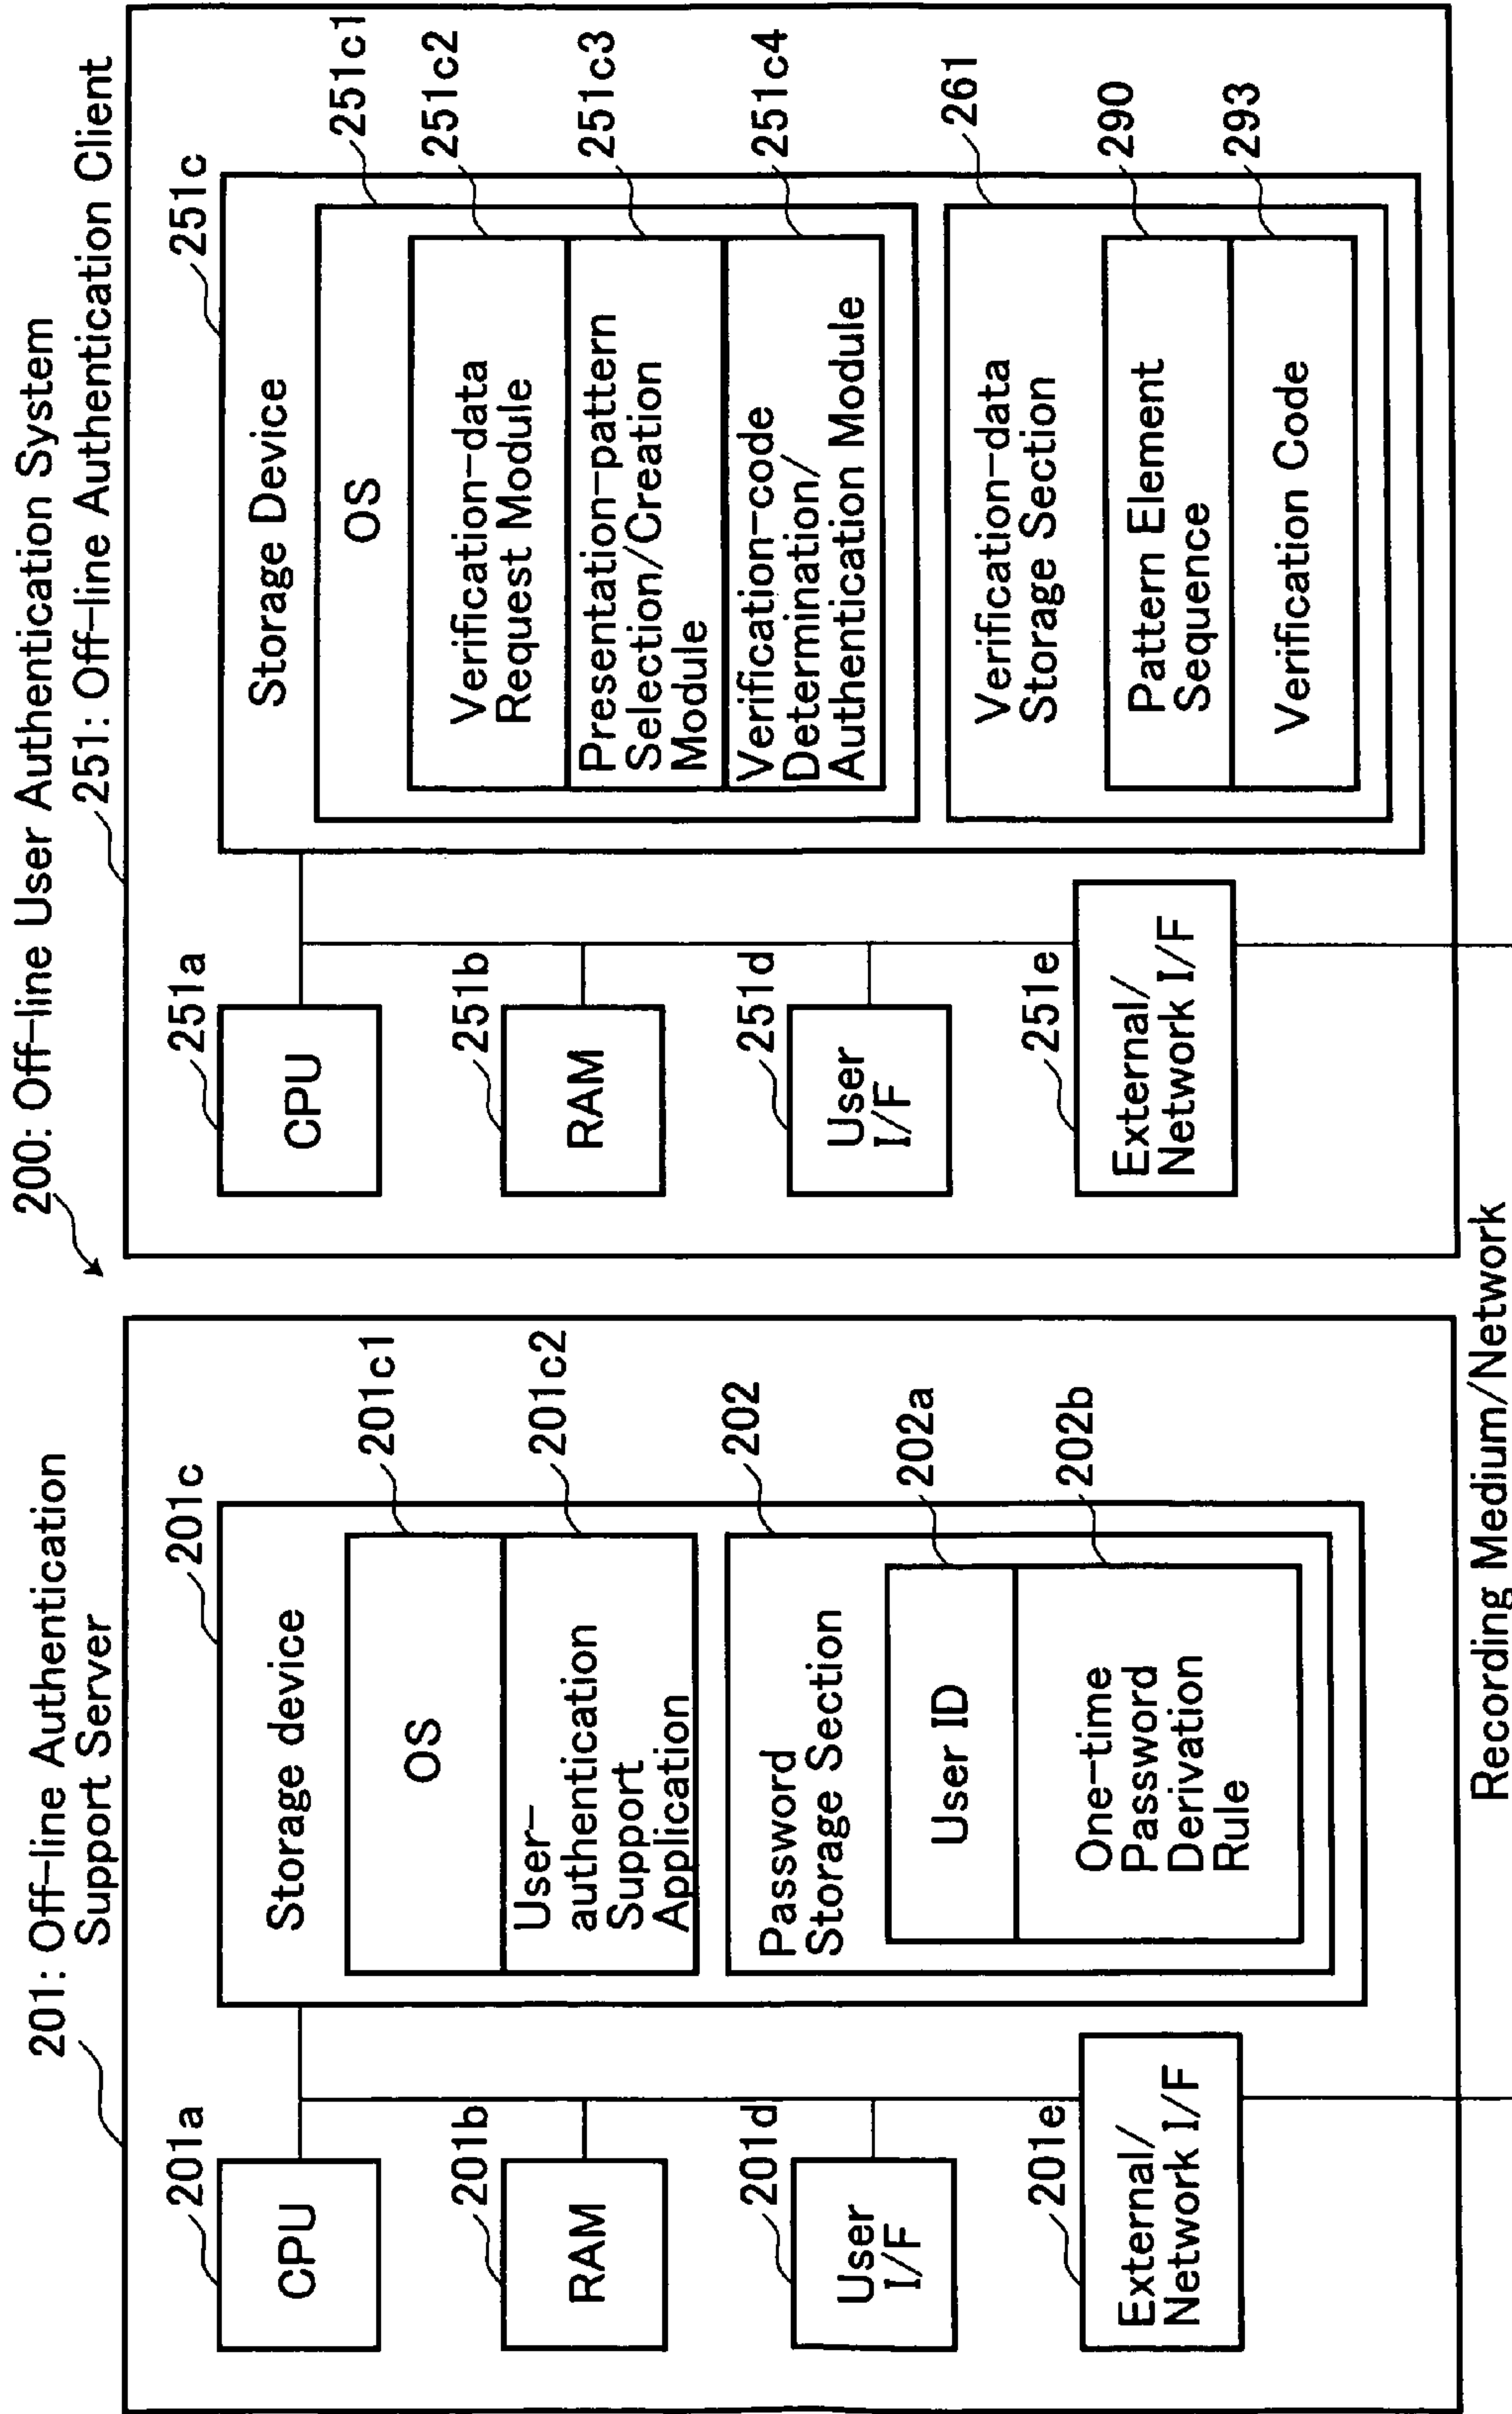 200: Off-line User Authentication System
201: Off-line Authentication
Support Server
201a
CPU
201b
RAM
201d
User
I/F
201e
External/
Network I/F
201c
Storage device
201c1
OS
201c2
User-
authentication
Support
Application
202
Password
Storage Section
202a
User ID
202b
One-time
Password
Derivation
Rule
251: Off-line Authentication Client
251a
CPU
251b
RAM
251d
User
I/F
251e
External/
Network I/F
251c
Storage Device
251c1
OS
251c2
Verification-data
Request Module
251c3
Presentation-pattern
Selection/Creation
Module
251c4
Verification-code
Determination/
Authentication Module
261
Verification-data
Storage Section
290
Pattern Element
Sequence
293
Verification Code
Recording Medium/Network